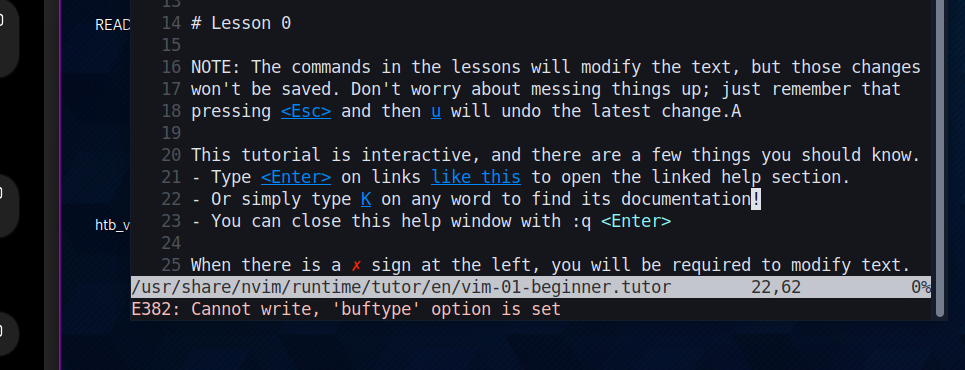 13
READ
14 # Lesson 0
15
16 NOTE: The commands in the lessons will modify the text, but those changes
17 won't be saved. Don't worry about messing things up; just remember that
18 pressing <Esc> and then u will undo the latest change.A
19
20 This tutorial is interactive, and there are a few things you should know.
21 - Type <Enter> on links like this to open the linked help section.
22 - Or simply type K on any word to find its documentation!
htb_v
23 - You can close this help window with :q <Enter>
24
25 When there is a ✗ sign at the left, you will be required to modify text.
/usr/share/nvim/runtime/tutor/en/vim-01-beginner.tutor 22,62 0%
E382: Cannot write, 'buftype' option is set